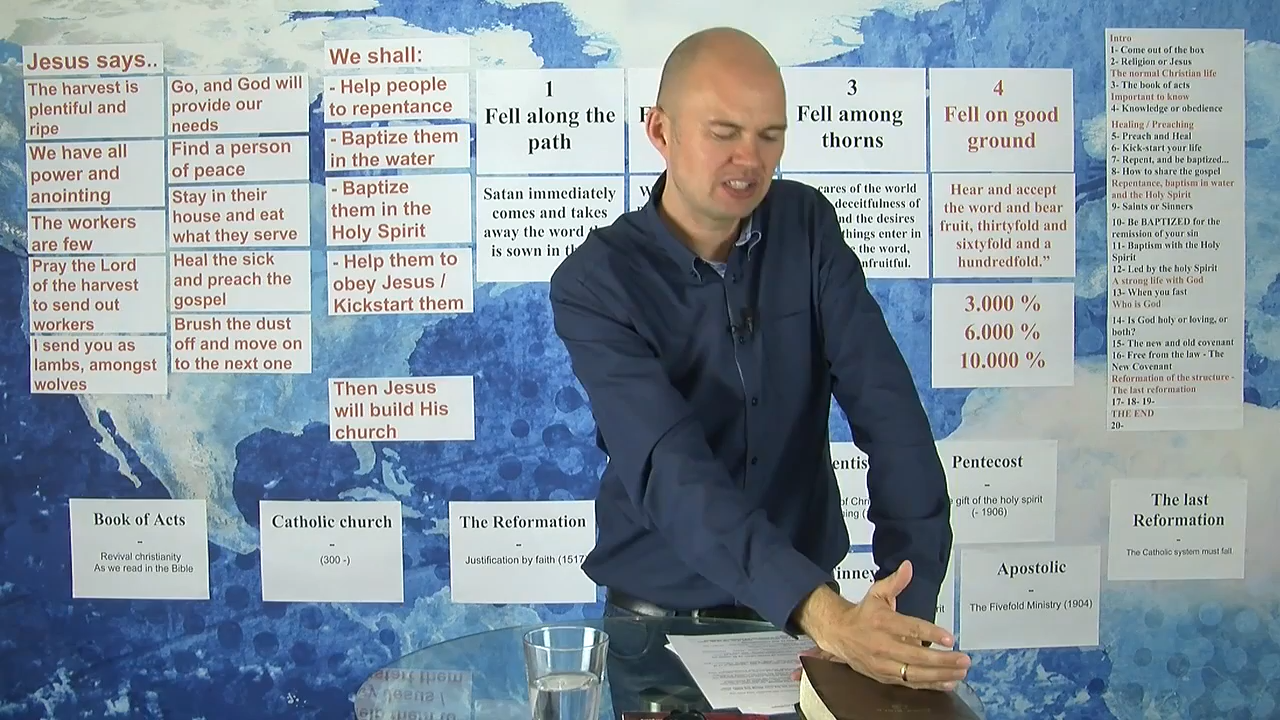 Jesus says..
The harvest is
plentiful and
ripe
We have all
power and
anointing
The workers
are few
Pray the Lord
of the harvest
to send out
workers
I send you as
lambs, amongst
wolves
Go, and God will
provide our
needs
Find a person
of peace
Stay in their
house and eat
what they serve
Heal the sick
and preach the
gospel
Brush the dust
off and move on
to the next one
We shall:
- Help people
to repentance
- Baptize them
in the water
- Baptize
them in the
Holy Spirit
- Help them to
obey Jesus /
Kickstart them
Then Jesus
will build His
church
1
Fell along the
path
Satan immediately
comes and takes
away the word
is sown in
3
Fell among
thorns
cares of the world
deceitfulness of
the desires
things enter in
the word,
4
Fell on good
ground
Hear and accept
the word and bear
fruit, thirtyfold and
sixtyfold and a
hundredfold.”
3.000 %
6.000 %
10.000 %
Intro
1- Come out of the box
2- Religion or Jesus
The normal Christian life
3- The book of acts
Important to know
4- Knowledge or obedience
Healing / Preaching
5- Preach and Heal
6- Kick-start your life
7- Repent, and be baptized...
8- How to share the gospel
Repentance, baptism in water
and the Holy Spirit
9- Saints or Sinners
10- Be BAPTIZED for the
remission of your sin
11- Baptism with the Holy
Spirit
12- Led by the holy Spirit
A strong life with God
13- When you fast
Who is God
14- Is God holy or loving, or
both?
15- The new and old covenant
16- Free from the law - The
New Covenant
Reformation of the structure -
The last reformation
17- 18- 19-
THE END
20-
Book of Acts
-
Revival christianity
As we read in the Bible
Catholic church
-
(300 -)
The Reformation
-
Justification by faith (1517
Pentecost
-
gift of the holy spirit
(- 1906)
Apostolic
-
The Fivefold Ministry (1904)
The last
Reformation
-
The Catholic system must fall